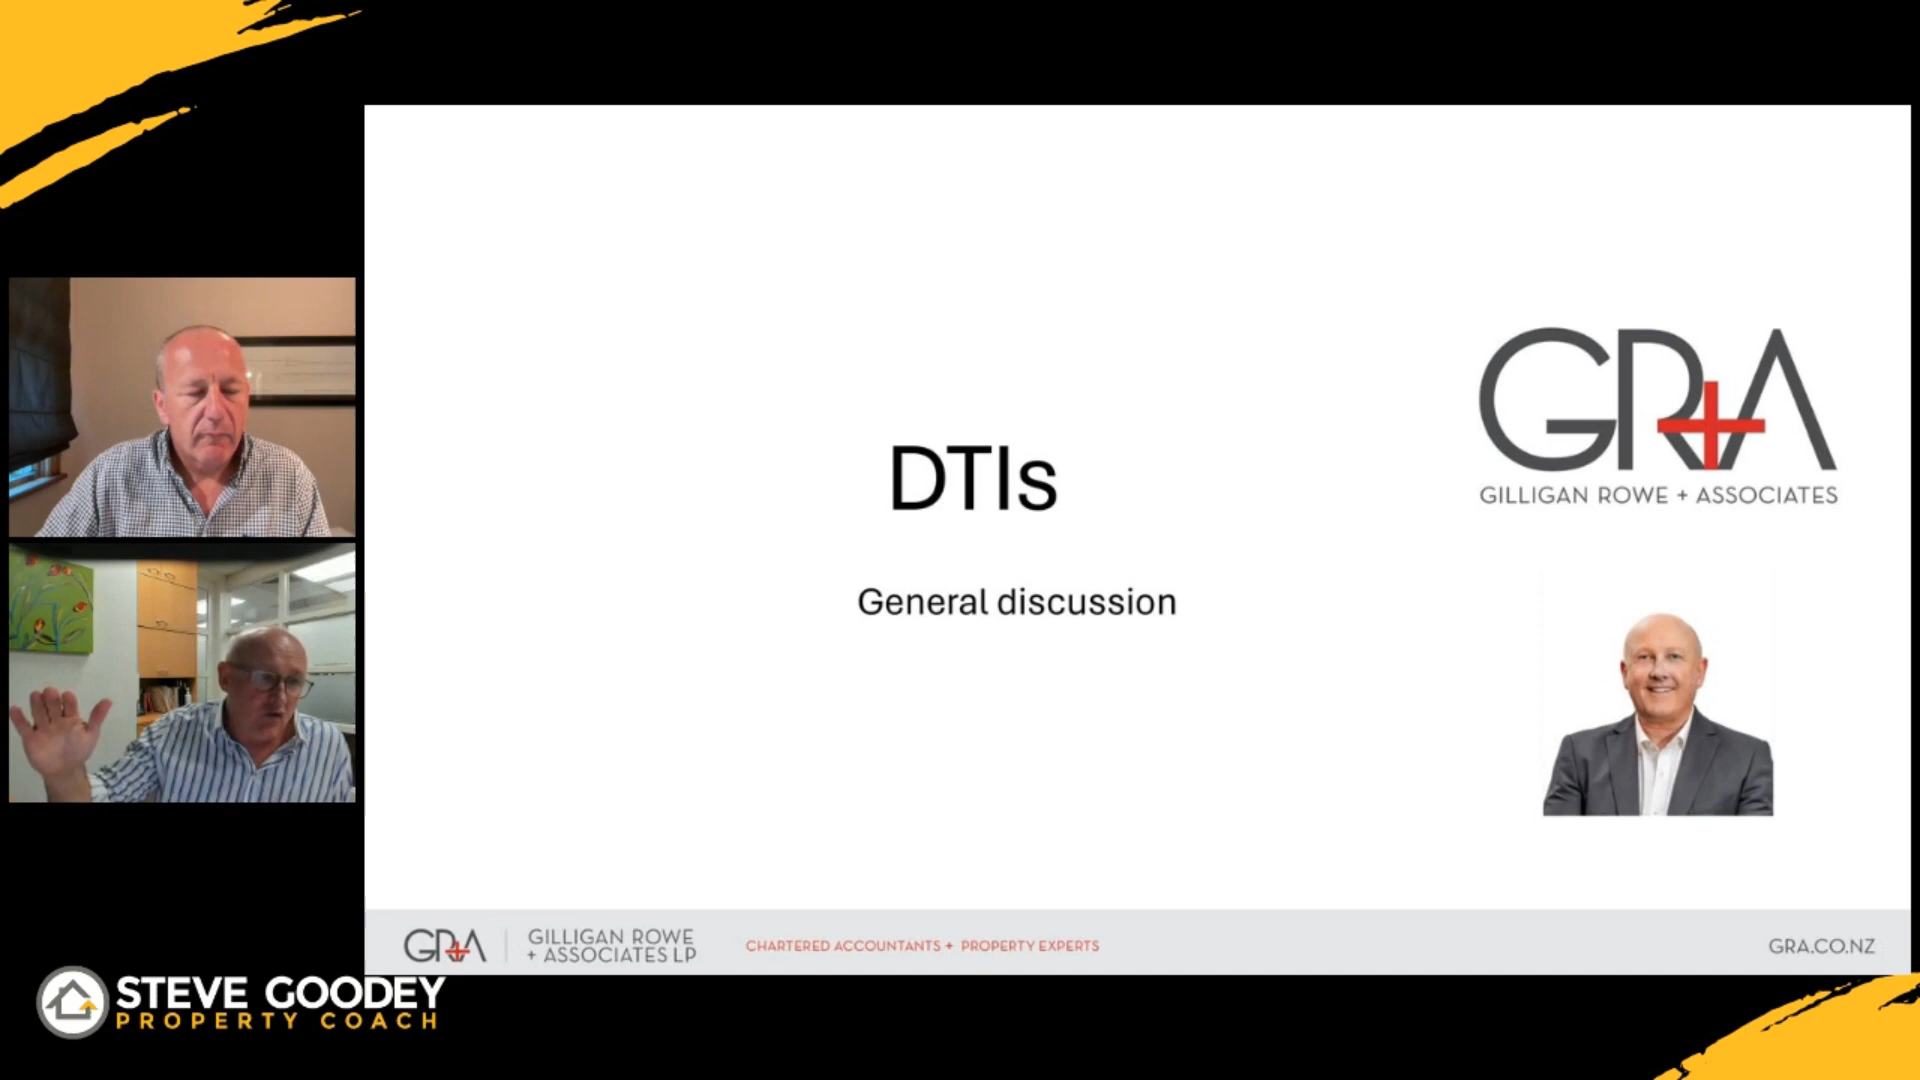 DTIs
General discussion
GR+A
GILLIGAN ROWE + ASSOCIATES
GR+A
GILLIGAN ROWE
+ ASSOCIATES LP
CHARTERED ACCOUNTANTS + PROPERTY EXPERTS
GRA.CO.NZ
STEVE GOODEY
PROPERTY COACH